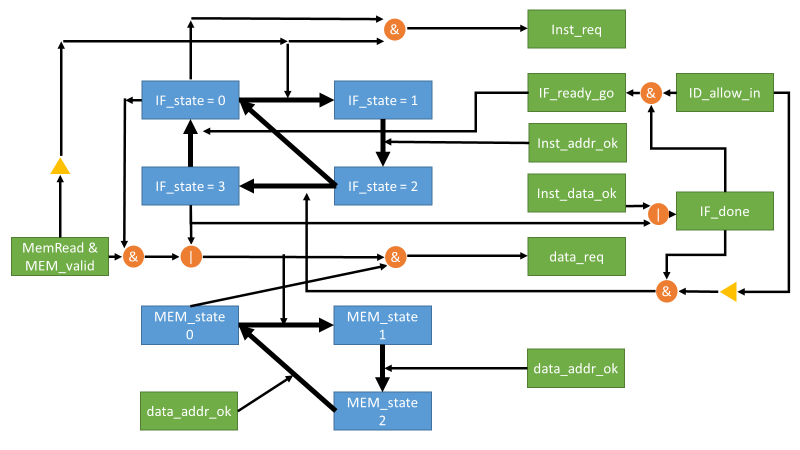 &
Inst_req
IF_state = 0
IF_state = 1
IF_ready_go
&
ID_allow_in
Inst_addr_ok
IF_state = 3
IF_state = 2
Inst_data_ok
|
IF_done
MemRead &
MEM_valid
&
|
&
data_req
&
MEM_state
0
MEM_state
1
data_addr_ok
data_addr_ok
MEM_state
2